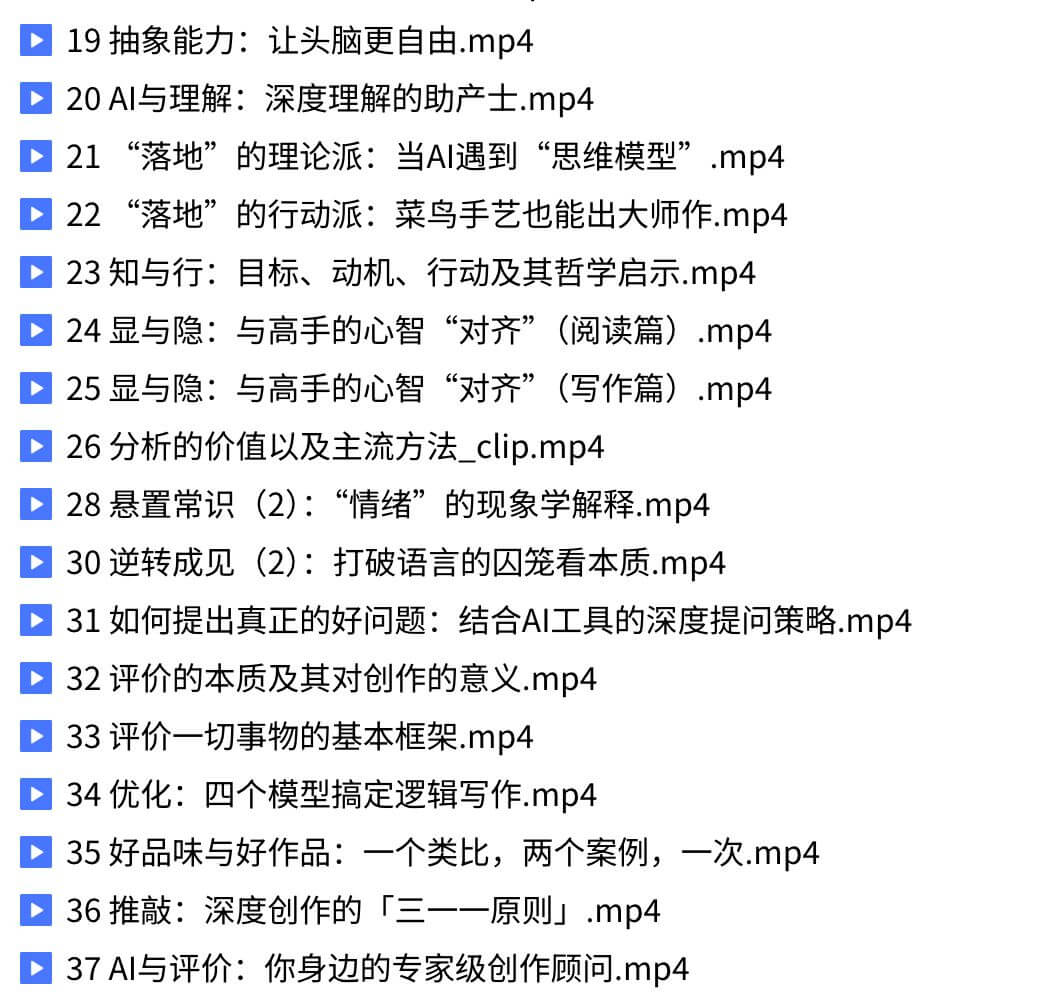 19 抽象能力：让头脑更自由.mp4
20 AI与理解：深度理解的助产士.mp4
21 “落地”的理论派：当AI遇到“思维模型”.mp4
22 “落地”的行动派：菜鸟手艺也能出大师作.mp4
23 知与行：目标、动机、行动及其哲学启示.mp4
24 显与隐：与高手的心智“对齐”（阅读篇）.mp4
25 显与隐：与高手的心智“对齐”（写作篇）.mp4
26 分析的价值以及主流方法_clip.mp4
28 悬置常识（2）：“情绪”的现象学解释.mp4
30 逆转成见（2）：打破语言的囚笼看本质.mp4
31 如何提出真正的好问题：结合AI工具的深度提问策略.mp4
32 评价的本质及其对创作的意义.mp4
33 评价一切事物的基本框架.mp4
34 优化：四个模型搞定逻辑写作.mp4
35 好品味与好作品：一个类比，两个案例，一次.mp4
36 推敲：深度创作的「三一一原则」.mp4
37 AI与评价：你身边的专家级创作顾问.mp4